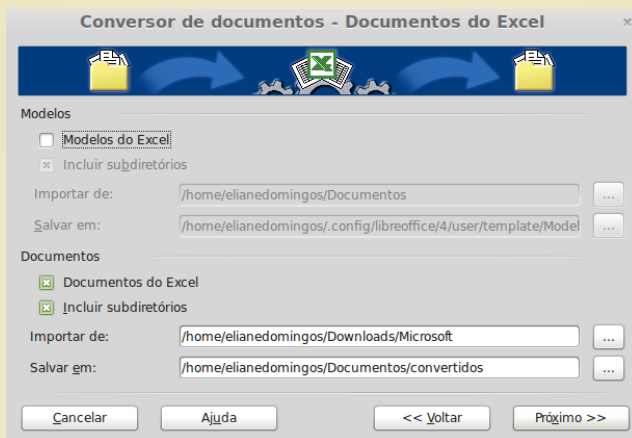 Conversor de documentos - Documentos do Excel
Modelos
Modelos do Excel
Incluir subdiretórios
Importar de: /home/elianedomingos/Documentos ...
Salvar em: /home/elianedomingos/.config/libreoffice/4/user/template/Model ...
Documentos
Documentos do Excel
Incluir subdiretórios
Importar de: /home/elianedomingos/Downloads/Microsoft ...
Salvar em: /home/elianedomingos/Documentos/convertidos ...
Cancelar Ajuda << Voltar Próximo >>